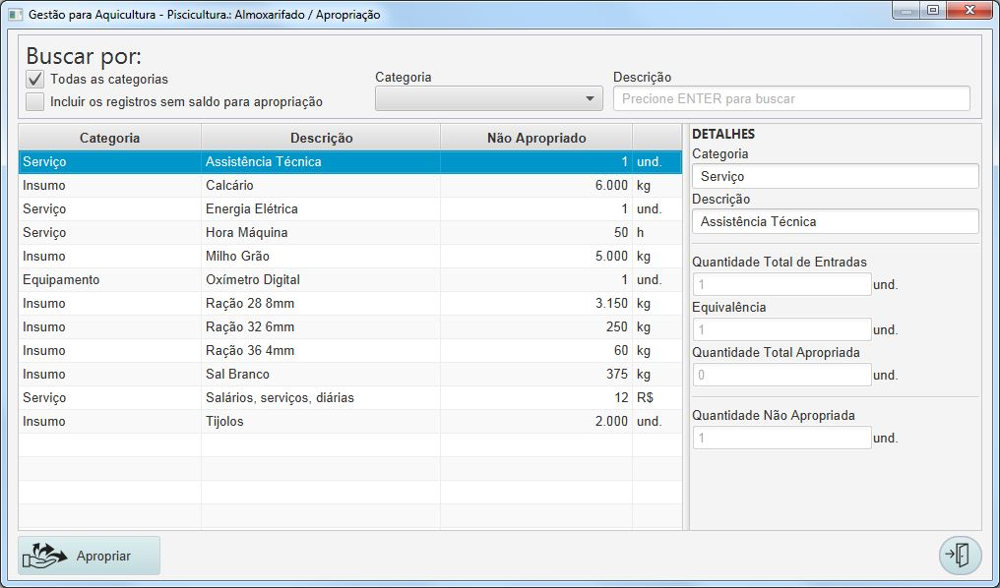 Gestão para Aquicultura - Piscicultura.: Almoxarifado / Apropriação
Buscar por:
Todas as categorias
Incluir os registros sem saldo para apropriação
Categoria
Descrição
Precione ENTER para buscar
Categoria Descrição Não Apropriado
Serviço Assistência Técnica 1 und.
Insumo Calcário 6.000 kg
Serviço Energia Elétrica 1 und.
Serviço Hora Máquina 50 h
Insumo Milho Grão 5.000 kg
Equipamento Oxímetro Digital 1 und.
Insumo Ração 28 8mm 3.150 kg
Insumo Ração 32 6mm 250 kg
Insumo Ração 36 4mm 60 kg
Insumo Sal Branco 375 kg
Serviço Salários, serviços, diárias 12 R$
Insumo Tijolos 2.000 und.
DETALHES
Categoria
Serviço
Descrição
Assistência Técnica
Quantidade Total de Entradas
1 und.
Equivalência
1 und.
Quantidade Total Apropriada
0 und.
Quantidade Não Apropriada
1 und.
Apropriar